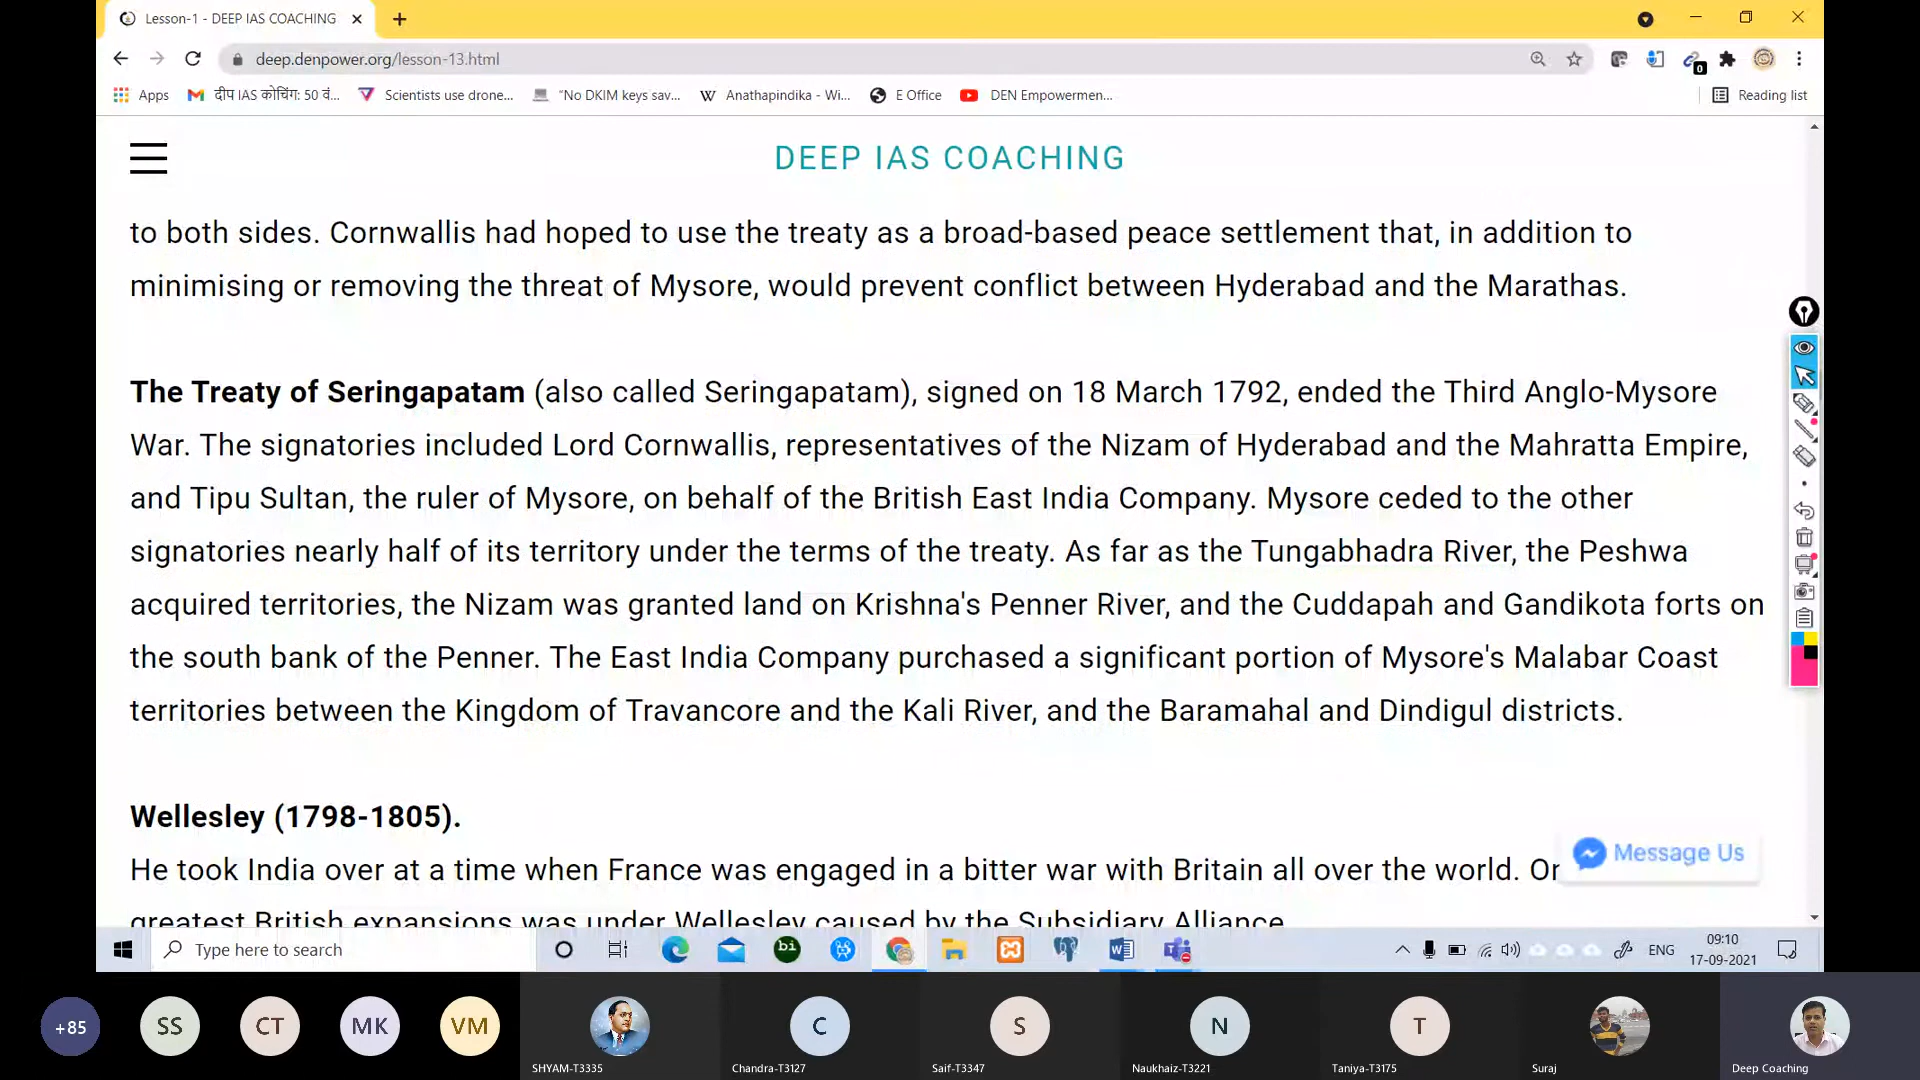 Lesson-1 - DEEP IAS COACHING
deep.denpower.org/lesson-13.html
0
Apps
दीप IAS कोचिंग: 50 वं...
Scientists use drone...
"No DKIM keys sav...
W Anathapindika - Wi...
E Office
DEN Empowermen...
Reading list
DEEP IAS COACHING
to both sides. Cornwallis had hoped to use the treaty as a broad-based peace settlement that, in addition to
minimising or removing the threat of Mysore, would prevent conflict between Hyderabad and the Marathas.
The Treaty of Seringapatam (also called Seringapatam), signed on 18 March 1792, ended the Third Anglo-Mysore
War. The signatories included Lord Cornwallis, representatives of the Nizam of Hyderabad and the Mahratta Empire,
and Tipu Sultan, the ruler of Mysore, on behalf of the British East India Company. Mysore ceded to the other
signatories nearly half of its territory under the terms of the treaty. As far as the Tungabhadra River, the Peshwa
acquired territories, the Nizam was granted land on Krishna's Penner River, and the Cuddapah and Gandikota forts on
the south bank of the Penner. The East India Company purchased a significant portion of Mysore's Malabar Coast
territories between the Kingdom of Travancore and the Kali River, and the Baramahal and Dindigul districts.
Wellesley (1798-1805).
He took India over at a time when France was engaged in a bitter war with Britain all over the world.
Message Us
greatest British expansions was under Wellesley caused by the Subsidiary Alliance
Type here to search
bi
ENG
09:10
17-09-2021
+85
SS
CT
MK
VM
C
S
N
T
SHYAM-T3335
Chandra-T3127
Saif-T3347
Naukhaiz-T3221
Taniya-T3175
Suraj
Deep Coaching